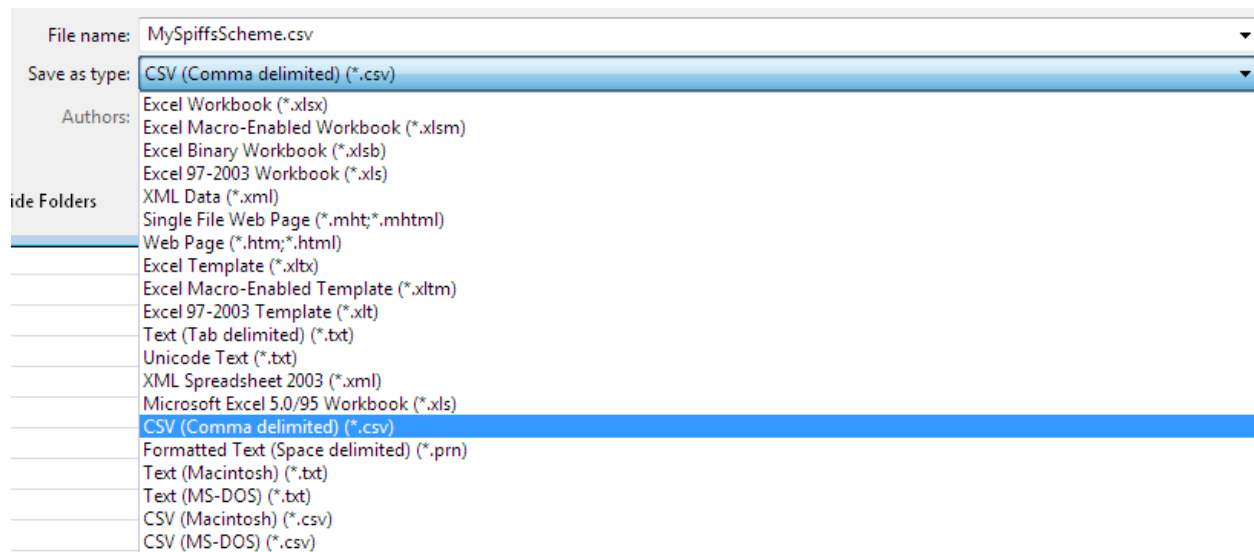 File name: MySpiffsScheme.csv
Save as type: CSV (Comma delimited) (*.csv)
Authors:
Excel Workbook (*.xlsx)
Excel Macro-Enabled Workbook (*.xlsm)
Excel Binary Workbook (*.xlsb)
Excel 97-2003 Workbook (*.xls)
ide Folders
XML Data (*.xml)
Single File Web Page (*.mht;*.mhtml)
Web Page (*.htm;*.html)
Excel Template (*.xltx)
Excel Macro-Enabled Template (*.xltm)
Excel 97-2003 Template (*.xlt)
Text (Tab delimited) (*.txt)
Unicode Text (*.txt)
XML Spreadsheet 2003 (*.xml)
Microsoft Excel 5.0/95 Workbook (*.xls)
CSV (Comma delimited) (*.csv)
Formatted Text (Space delimited) (*.prn)
Text (Macintosh) (*.txt)
Text (MS-DOS) (*.txt)
CSV (Macintosh) (*.csv)
CSV (MS-DOS) (*.csv)